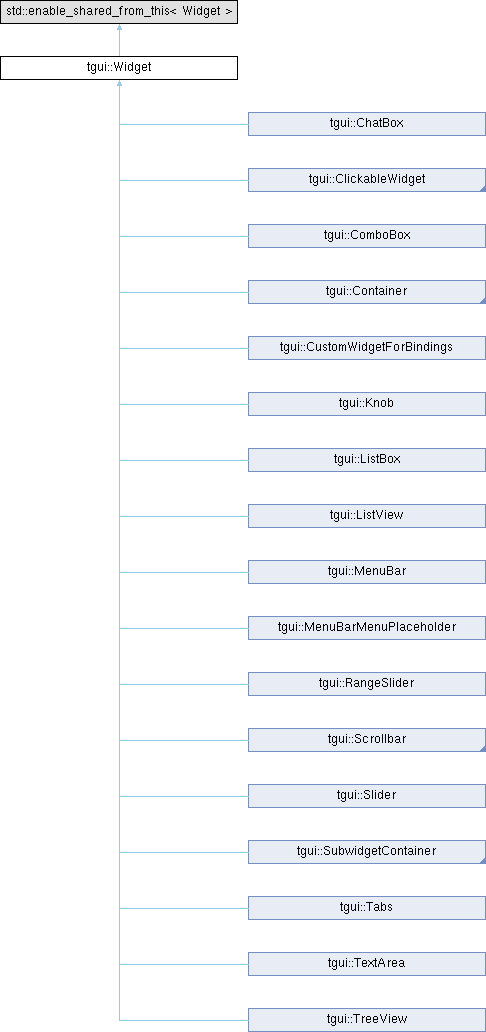 std::enable_shared_from_this< Widget >
tgui::Widget
tgui::ChatBox
tgui::ClickableWidget
tgui::ComboBox
tgui::Container
tgui::CustomWidgetForBindings
tgui::Knob
tgui::ListBox
tgui::ListView
tgui::MenuBar
tgui::MenuBarMenuPlaceholder
tgui::RangeSlider
tgui::Scrollbar
tgui::Slider
tgui::SubwidgetContainer
tgui::Tabs
tgui::TextArea
tgui::TreeView